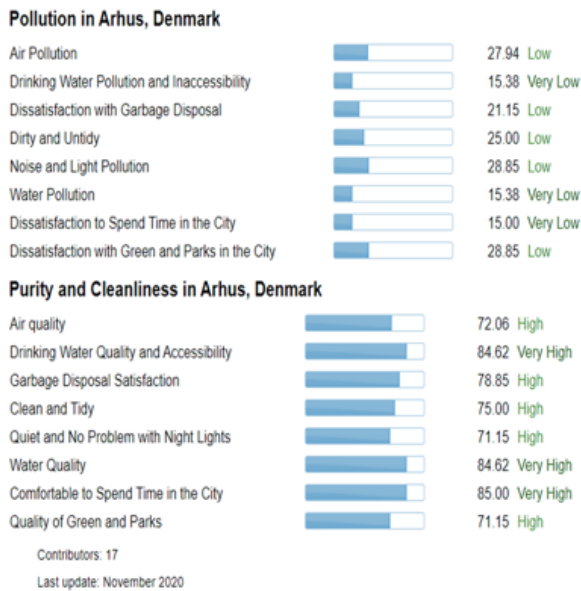 Pollution in Arhus, Denmark
Air Pollution 27.94 Low
Drinking Water Pollution and Inaccessibility 15.38 Very Low
Dissatisfaction with Garbage Disposal 21.15 Low
Dirty and Untidy 25.00 Low
Noise and Light Pollution 28.85 Low
Water Pollution 15.38 Very Low
Dissatisfaction to Spend Time in the City 15.00 Very Low
Dissatisfaction with Green and Parks in the City 28.85 Low
Purity and Cleanliness in Arhus, Denmark
Air quality 72.06 High
Drinking Water Quality and Accessibility 84.62 Very High
Garbage Disposal Satisfaction 78.85 High
Clean and Tidy 75.00 High
Quiet and No Problem with Night Lights 71.15 High
Water Quality 84.62 Very High
Comfortable to Spend Time in the City 85.00 Very High
Quality of Green and Parks 71.15 High
Contributors: 17
Last update: November 2020